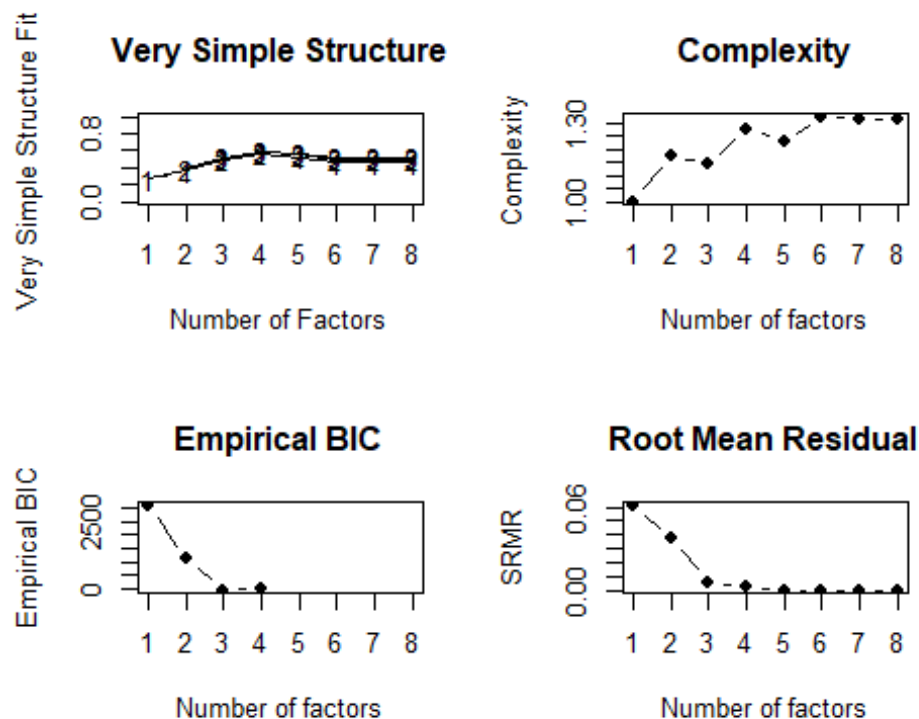 Very Simple Structure
Very Simple Structure Fit
0.8
0.0
1
4
1 2 3 4 5 6 7 8
Number of Factors
Complexity
Complexity
1.30
1.00
1 2 3 4 5 6 7 8
Number of factors
Empirical BIC
Empirical BIC
2500
0
1 2 3 4 5 6 7 8
Number of factors
Root Mean Residual
SRMR
0.06
0.00
1 2 3 4 5 6 7 8
Number of factors